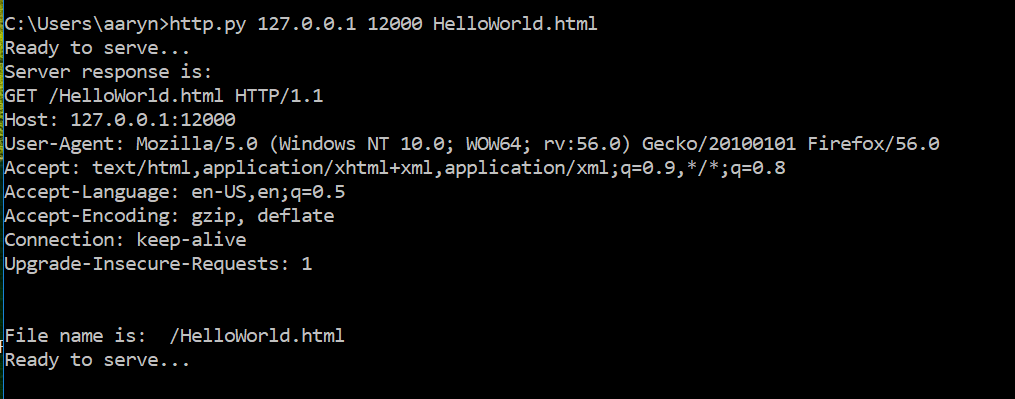 C:\Users\aaryn>http.py 127.0.0.1 12000 HelloWorld.html
Ready to serve...
Server response is:
GET /HelloWorld.html HTTP/1.1
Host: 127.0.0.1:12000
User-Agent: Mozilla/5.0 (Windows NT 10.0; WOW64; rv:56.0) Gecko/20100101 Firefox/56.0
Accept: text/html,application/xhtml+xml,application/xml;q=0.9,*/*;q=0.8
Accept-Language: en-US,en;q=0.5
Accept-Encoding: gzip, deflate
Connection: keep-alive
Upgrade-Insecure-Requests: 1
File name is:  /HelloWorld.html
Ready to serve...